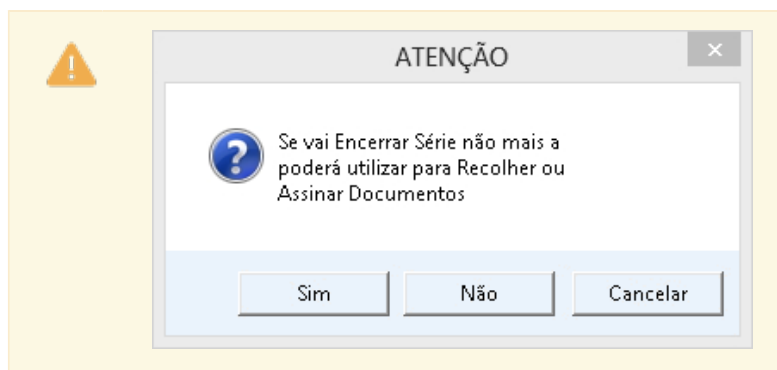 ATENÇÃO
Se vai Encerrar Série não mais a
poderá utilizar para Recolher ou
Assinar Documentos
Sim Não Cancelar